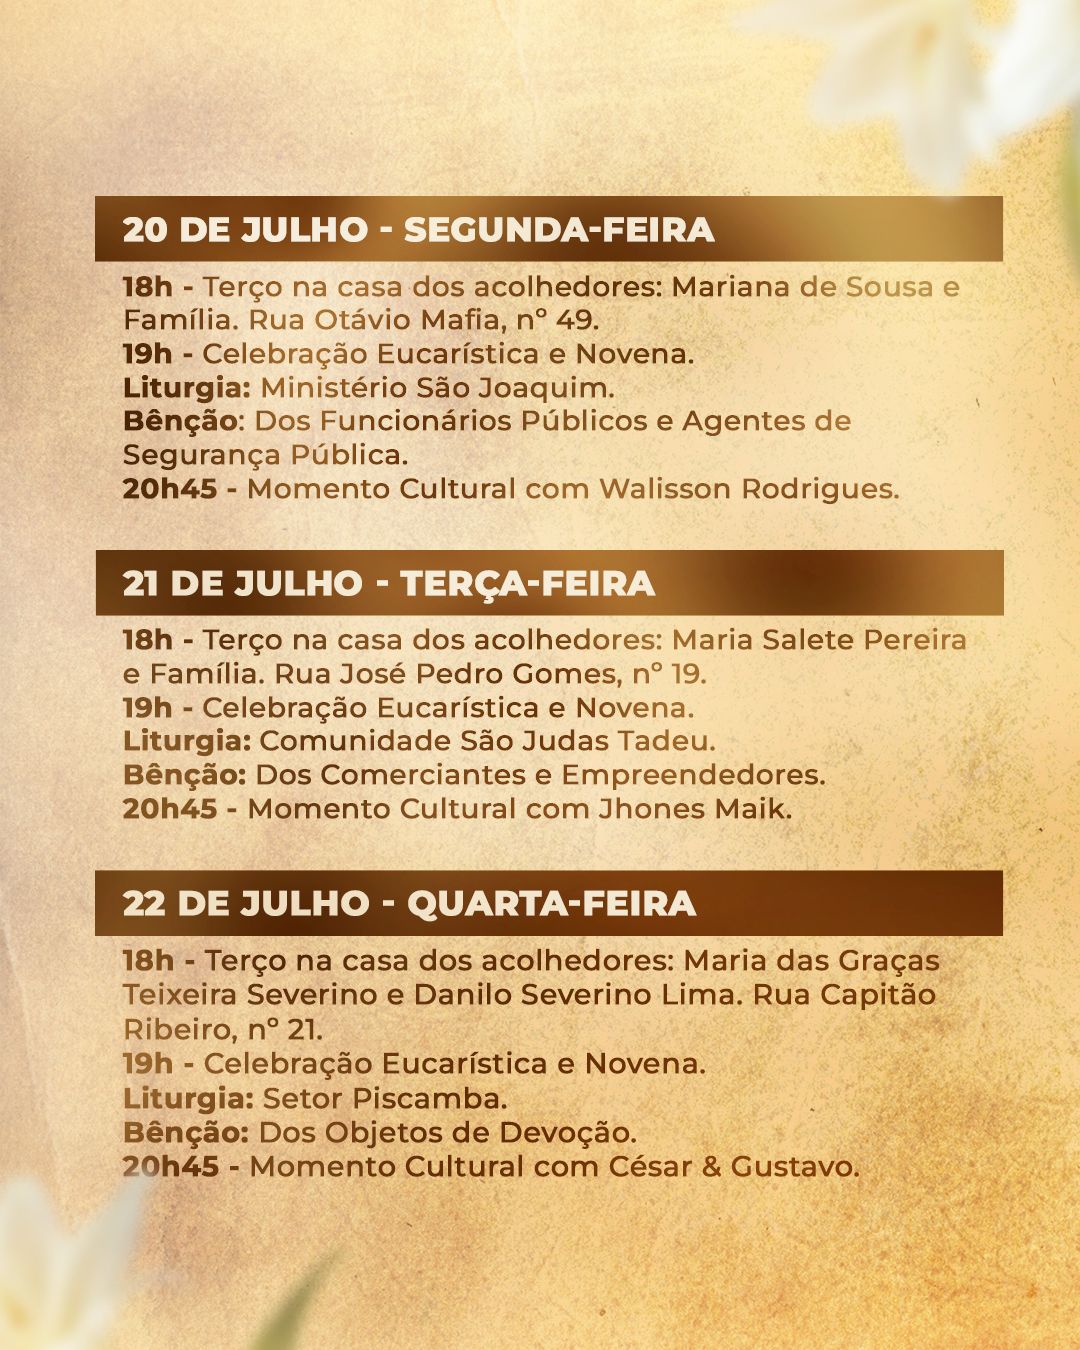 20 DE JULHO - SEGUNDA-FEIRA
18h - Terço na casa dos acolhedores: Mariana de Sousa e
Família. Rua Otávio Mafia, nº 49.
19h - Celebração Eucarística e Novena.
Liturgia: Ministério São Joaquim.
Bênção: Dos Funcionários Públicos e Agentes de
Segurança Pública.
20h45 - Momento Cultural com Walisson Rodrigues.
21 DE JULHO - TERÇA-FEIRA
18h - Terço na casa dos acolhedores: Maria Salete Pereira
e Família. Rua José Pedro Gomes, nº 19.
19h - Celebração Eucarística e Novena.
Liturgia: Comunidade São Judas Tadeu.
Bênção: Dos Comerciantes e Empreendedores.
20h45 - Momento Cultural com Jhones Maik.
22 DE JULHO - QUARTA-FEIRA
18h - Terço na casa dos acolhedores: Maria das Graças
Teixeira Severino e Danilo Severino Lima. Rua Capitão
Ribeiro, nº 21.
19h - Celebração Eucarística e Novena.
Liturgia: Setor Piscamba.
Bênção: Dos Objetos de Devoção.
20h45 - Momento Cultural com César & Gustavo.